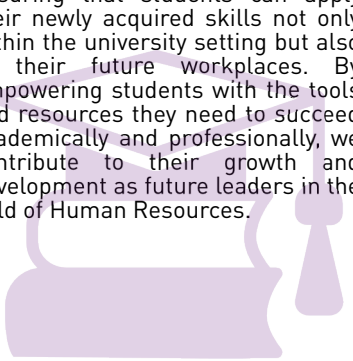 that students can apply
eir newly acquired skills not only
thin the university setting but also
their future workplaces. By
powering students with the tools
d resources they need to succeed
ademically and professionally, we
ntribute to their growth and
velopment as future leaders in the
ld of Human Resources.